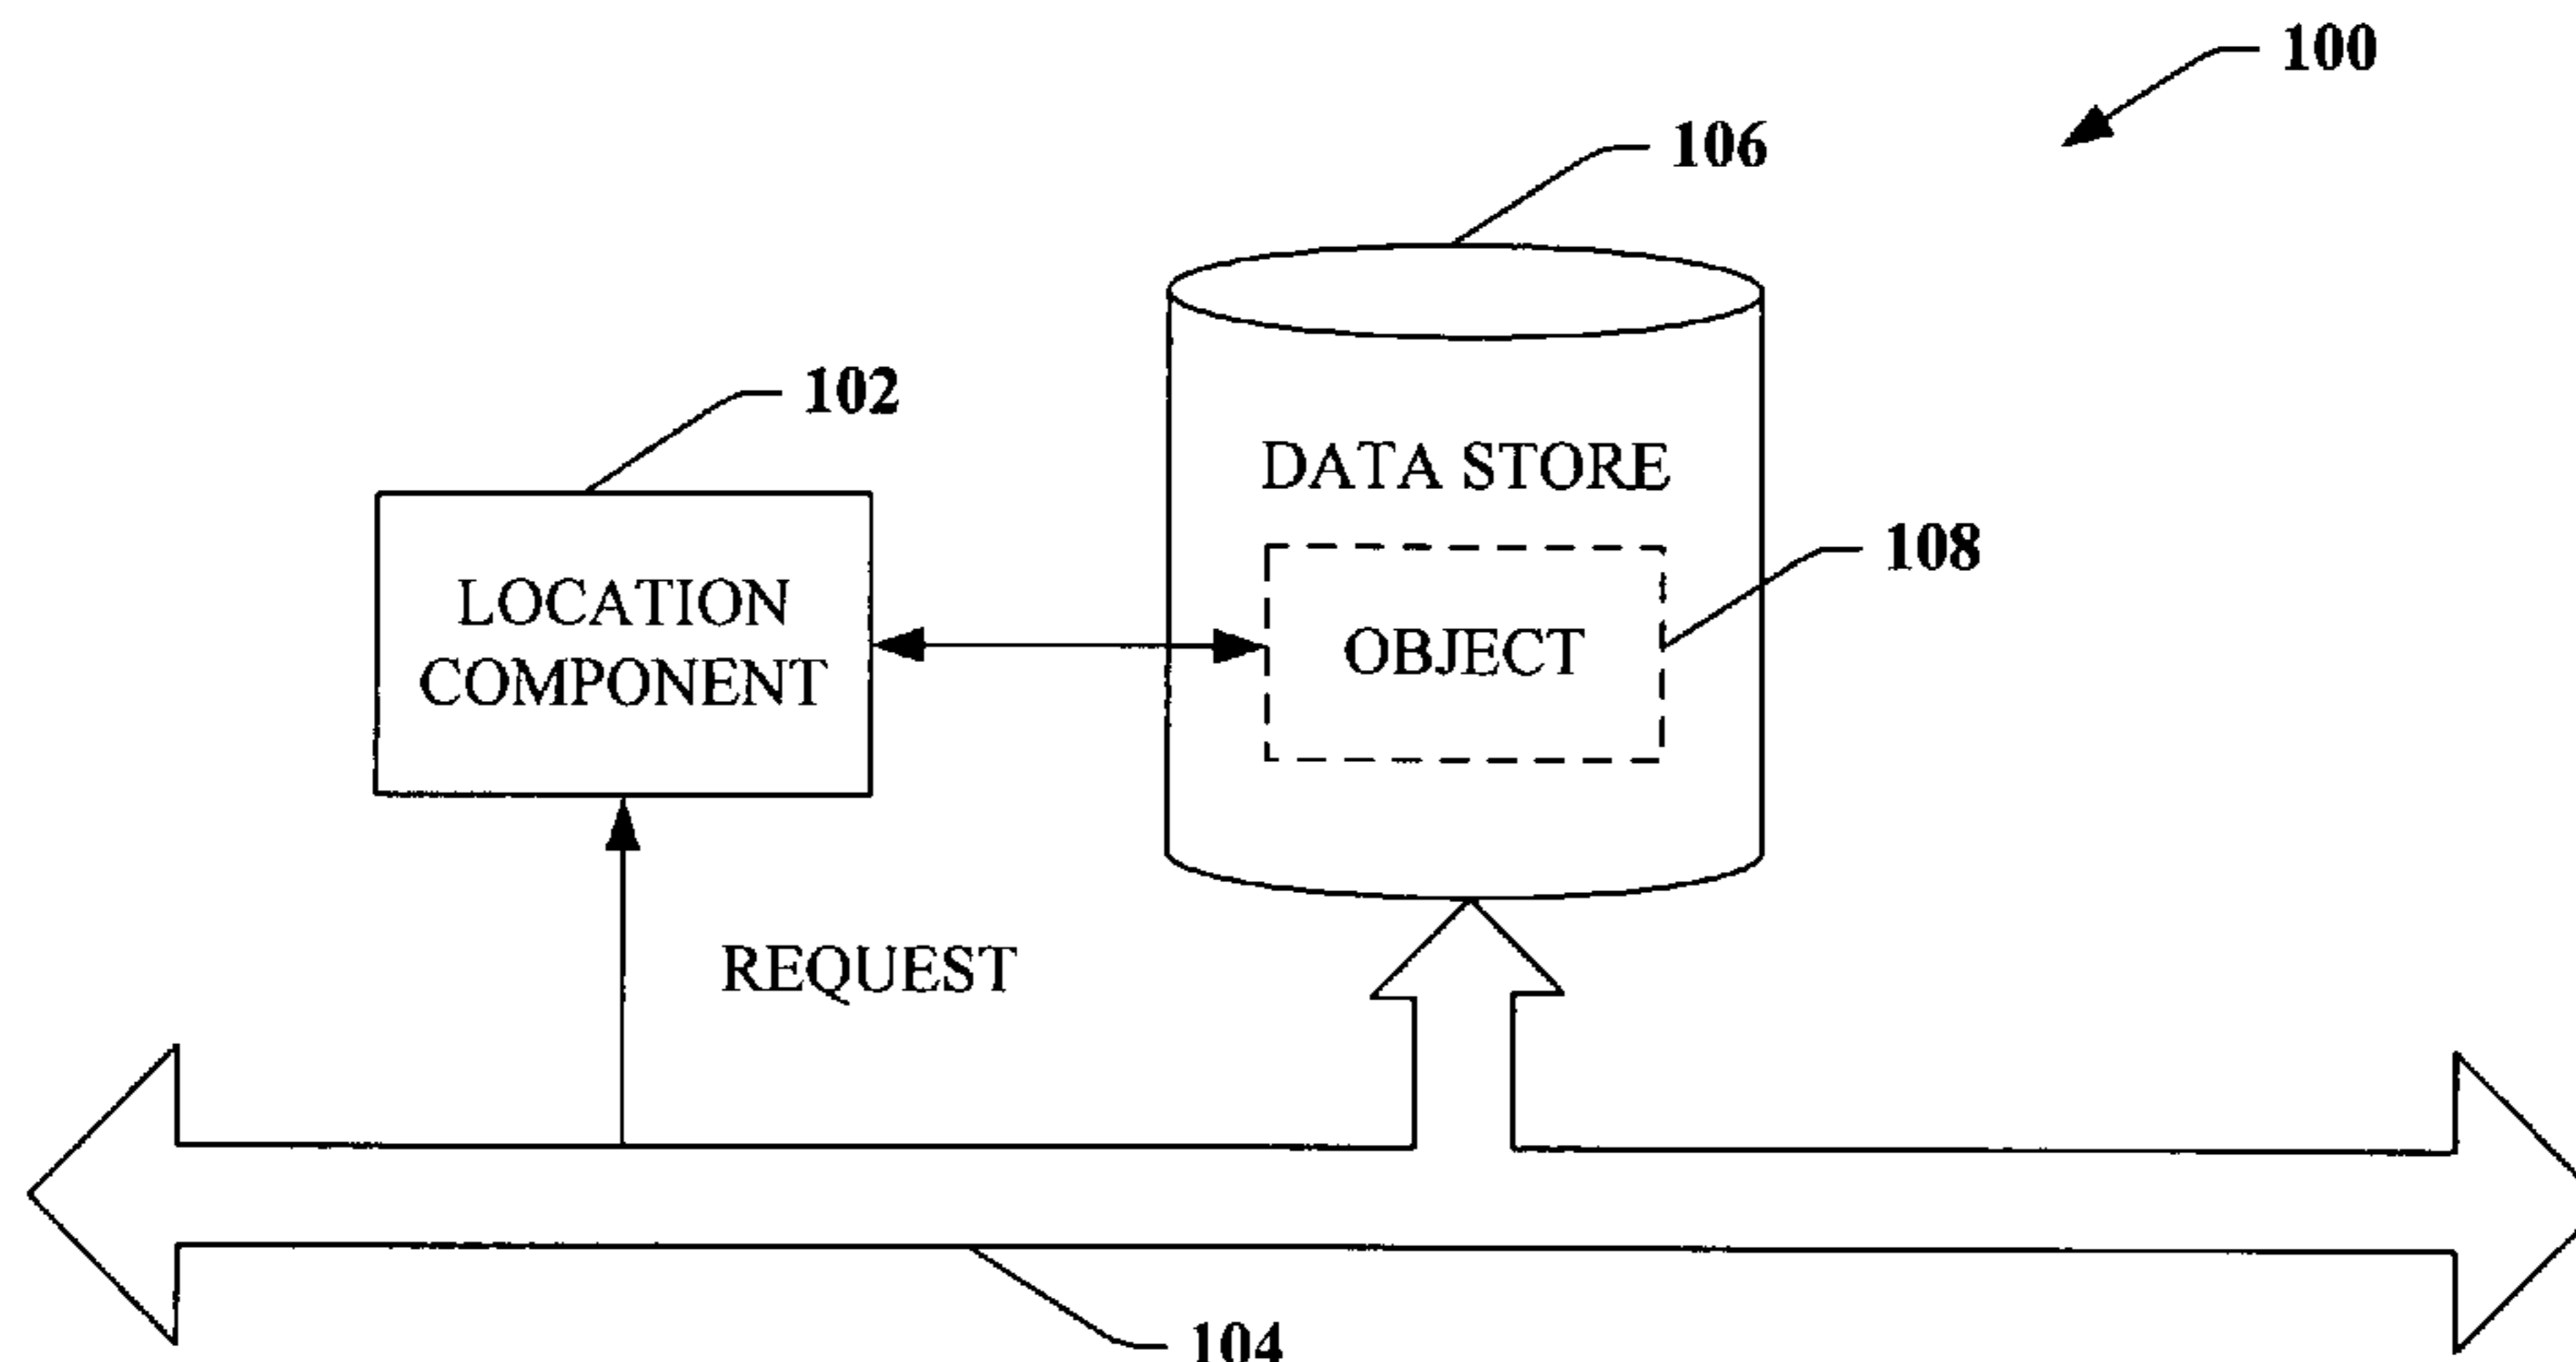 100
106
102
DATA STORE
108
LOCATION
COMPONENT
OBJECT
REQUEST
104